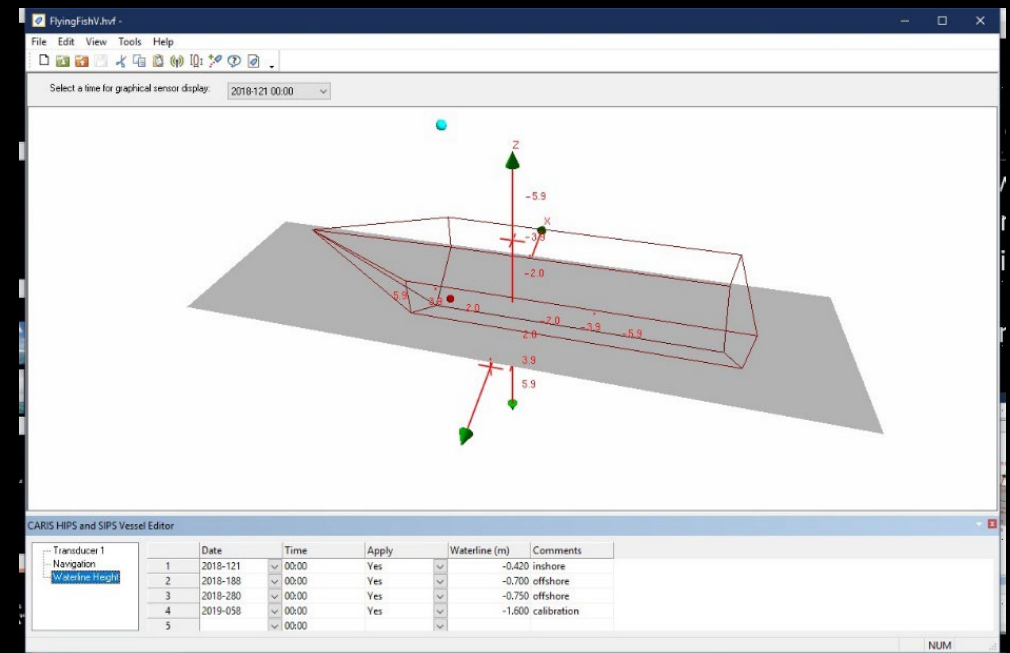 FlyingFishV.hvf -
File Edit View Tools Help
Select a time for graphical sensor display: 2018-121 00:00
Z
-5.9
X
-3.9
-2.0
5.9 3.9 2.0 -2.0 -3.9 -5.9
2.0
3.9
5.9
CARIS HIPS and SIPS Vessel Editor
Transducer 1
Navigation
Waterline Height
Date Time Apply Waterline (m) Comments
1 2018-121 00:00 Yes -0.420 inshore
2 2018-188 00:00 Yes -0.700 offshore
3 2018-280 00:00 Yes -0.750 offshore
4 2019-058 00:00 Yes -1.600 calibration
5 00:00
NUM